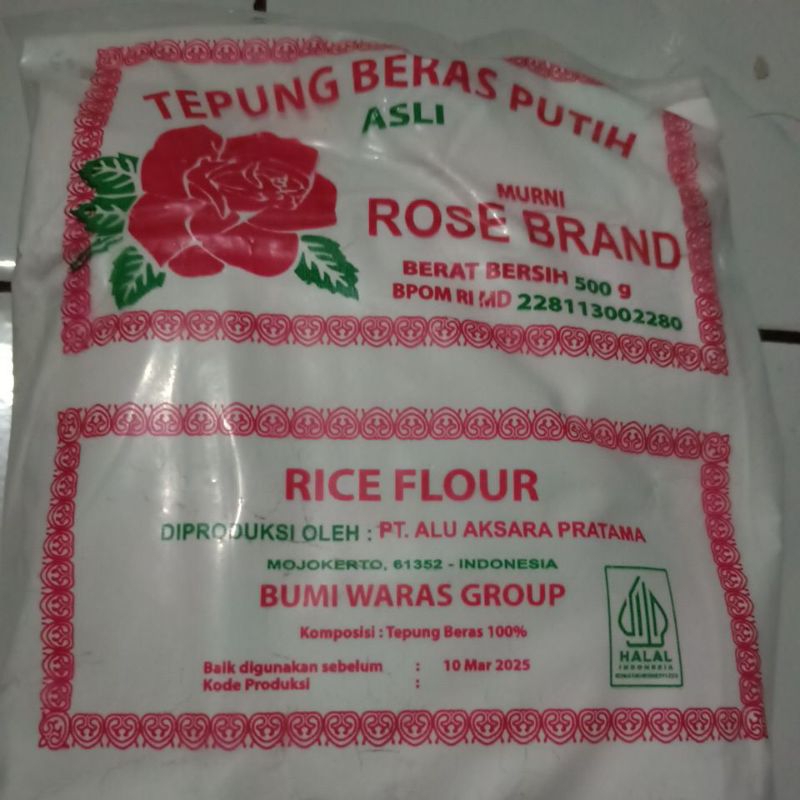 TEPUNG BERAS PUTIH
ASLI
MURNI
ROSE BRAND
BERAT BERSIH 500 g
BPOM RI MD 228113002280
RICE FLOUR
DIPRODUKSI OLEH : PT. ALU AKSARA PRATAMA
MOJOKERTO, 61352 - INDONESIA
BUMI WARAS GROUP
Komposisi : Tepung Beras 100%
Baik digunakan sebelum : 10 Mar 2025
Kode Produksi :
HALAL
INDONESIA